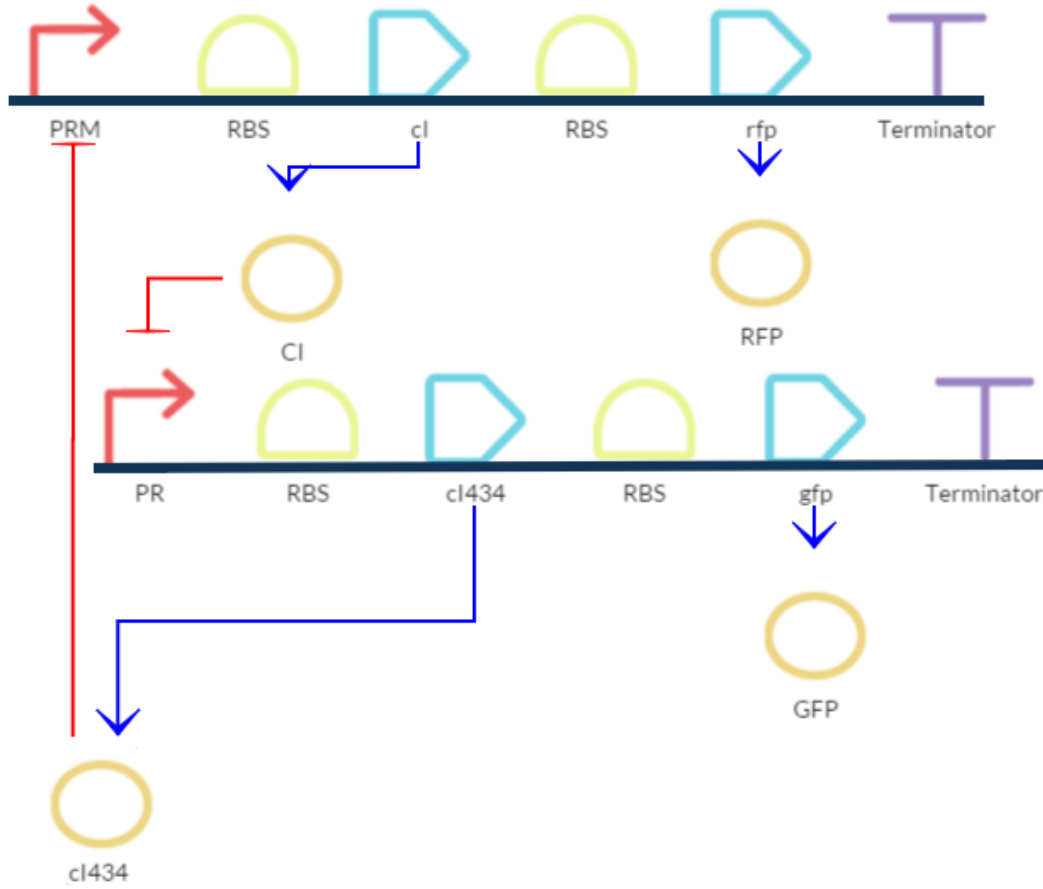 PRM RBS cI RBS rfp Terminator
CI
RFP
PR RBS cI434 RBS gfp Terminator
GFP
cI434